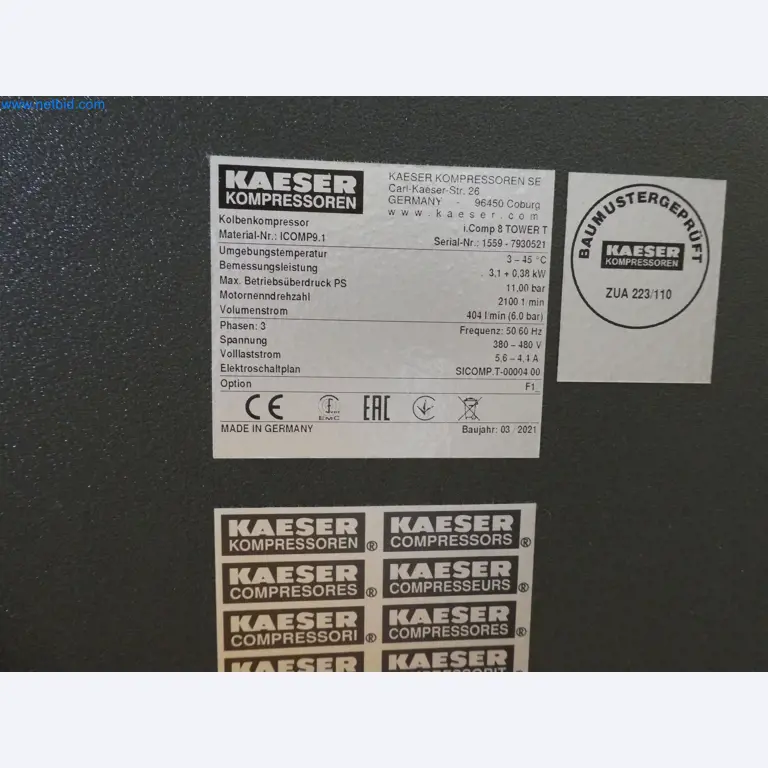 www.netbid.com
KAESER
KOMPRESSOREN
KAESER KOMPRESSOREN SE
Carl-Kaeser-Str. 26
GERMANY - 96450 Coburg
www.kaeser.com
Kolbenkompressor i.Comp 8 TOWER T
Material-Nr.: ICOMP9.1 Serial-Nr.: 1559 - 7930521
Umgebungstemperatur 3 – 45 °C
Bemessungsleistung 3,1 + 0,38 kW
Max. Betriebsüberdruck PS 11,00 bar
Motornenndrehzahl 2100 1 min
Volumenstrom 404 l/min (6.0 bar)
Phasen: 3 Frequenz: 50 60 Hz
Spannung 380 – 480 V
Volllaststrom 5,6 – 4,4 A
Elektroschaltplan SICOMP.T-00004 00
Option F1_
CE EMC EAC
MADE IN GERMANY Baujahr: 03 / 2021
BAUMUSTERGEPRÜFT
KAESER
KOMPRESSOREN
ZUA 223/110
KAESER KOMPRESSOREN ®
KAESER COMPRESSORS ®
KAESER COMPRESORES ®
KAESER COMPRESSEURS ®
KAESER COMPRESSORI ®
KAESER COMPRESSORES ®
KAESER
KAESER